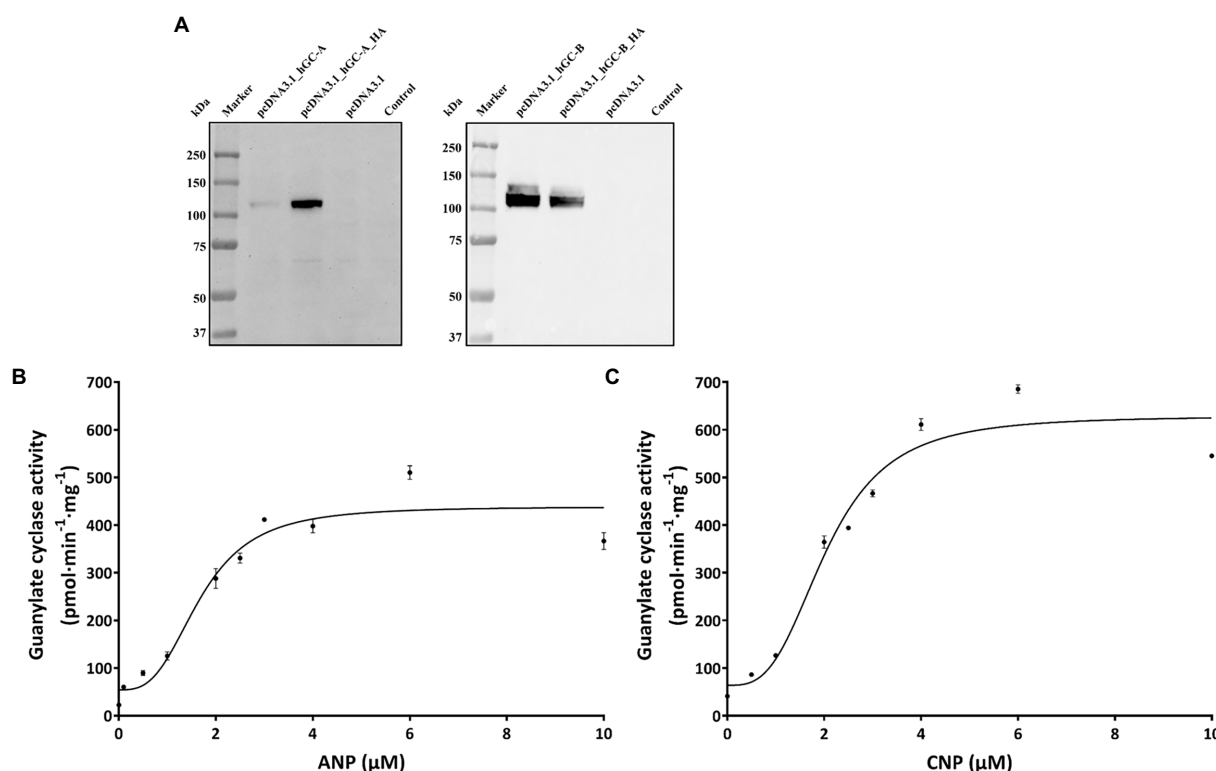 A
kDa
Marker
pcDNA3.1_hGC-A
pcDNA3.1_hGC-A_HA
pcDNA3.1
Control
250
150
100
75
50
37
kDa
Marker
pcDNA3.1_hGC-B
pcDNA3.1_hGC-B_HA
pcDNA3.1
Control
250
150
100
75
50
37
B
Guanylate cyclase activity
(pmol·min⁻¹·mg⁻¹)
700
600
500
400
300
200
100
0
0 2 4 6 8 10
ANP (µM)
C
Guanylate cyclase activity
(pmol·min⁻¹·mg⁻¹)
700
600
500
400
300
200
100
0
0 2 4 6 8 10
CNP (µM)